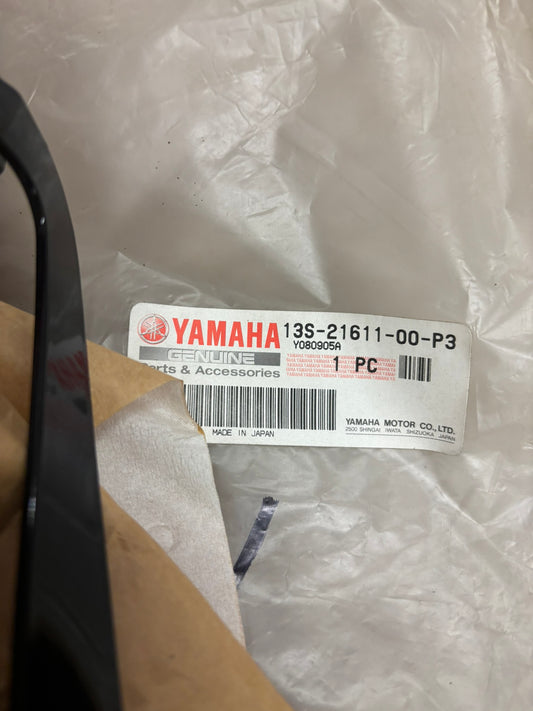 YAMAHA 13S-21611-00-P3
GENUINE Y080905A
Parts & Accessories 1 PC
MADE IN JAPAN
YAMAHA MOTOR CO.,LTD.
2500 SHINGAI IWATA SHIZUOKA JAPAN